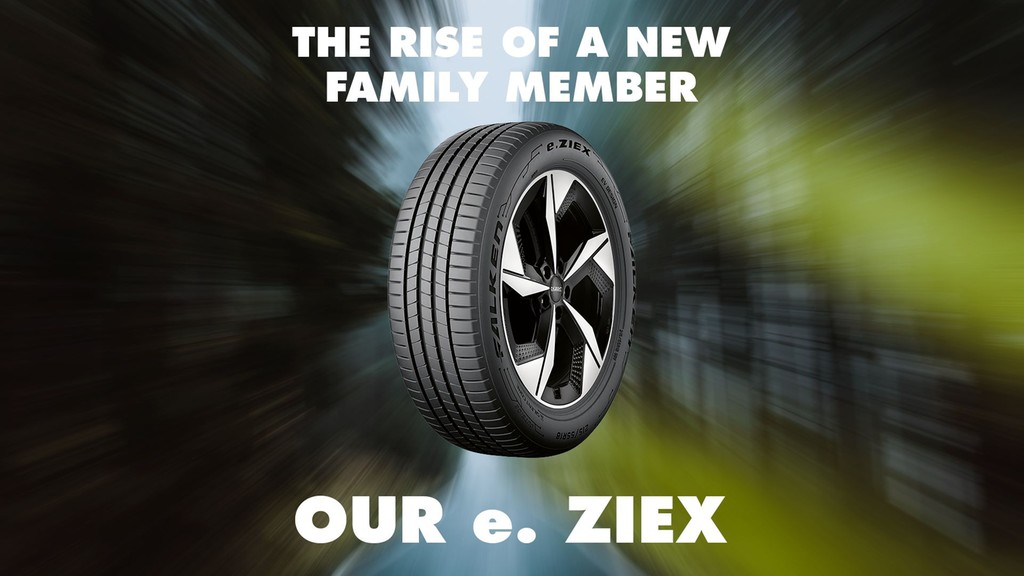 THE RISE OF A NEW
FAMILY MEMBER
e.ZIEX
FALKEN
OUR e. ZIEX